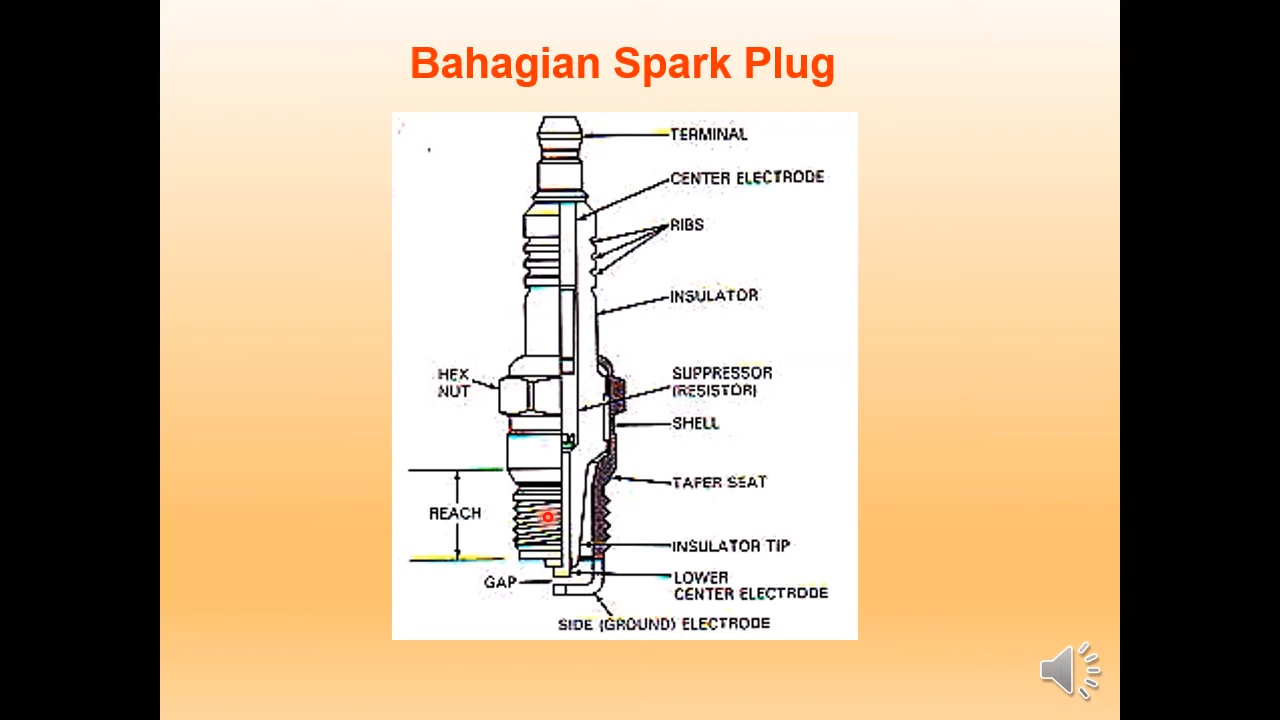 Bahagian Spark Plug
TERMINAL
CENTER ELECTRODE
RIBS
INSULATOR
HEX
NUT
SUPPRESSOR
(RESISTOR)
SHELL
TAPER SEAT
REACH
INSULATOR TIP
GAP
LOWER
CENTER ELECTRODE
SIDE (GROUND) ELECTRODE